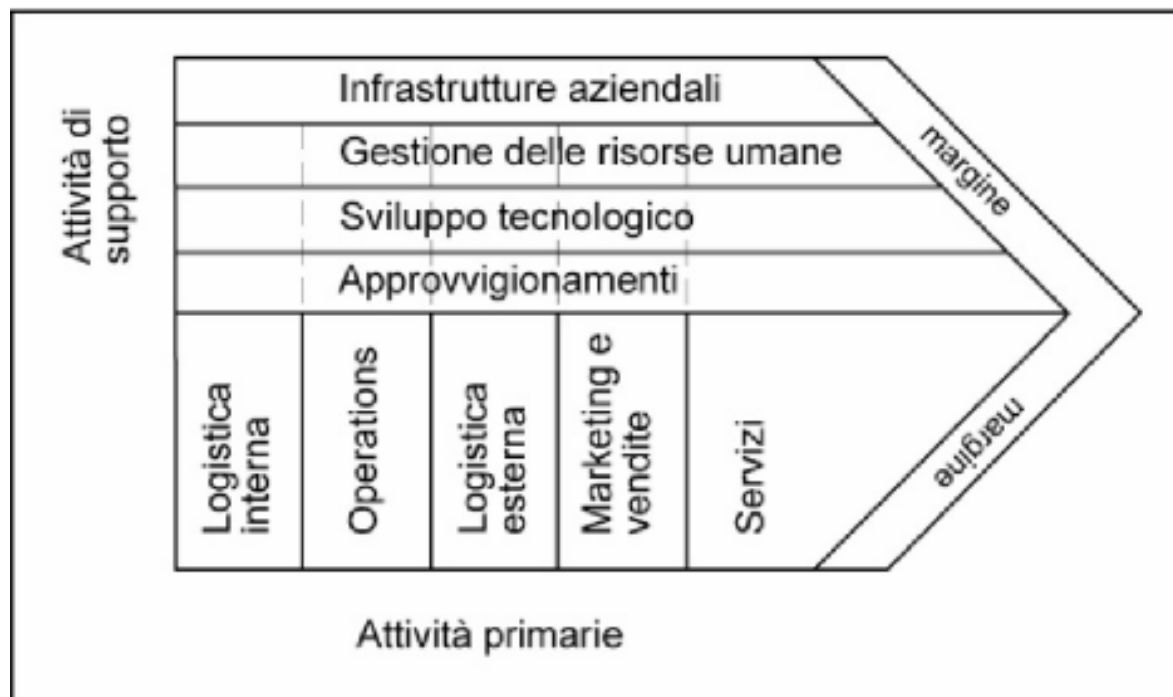 Attività di
supporto
Infrastrutture aziendali
Gestione delle risorse umane
Sviluppo tecnologico
Approvvigionamenti
margine
margine
Logistica
interna
Operations
Logistica
esterna
Marketing e
vendite
Servizi
Attività primarie